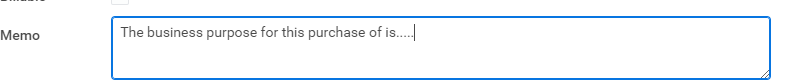 Memo
The business purpose for this purchase of is.....